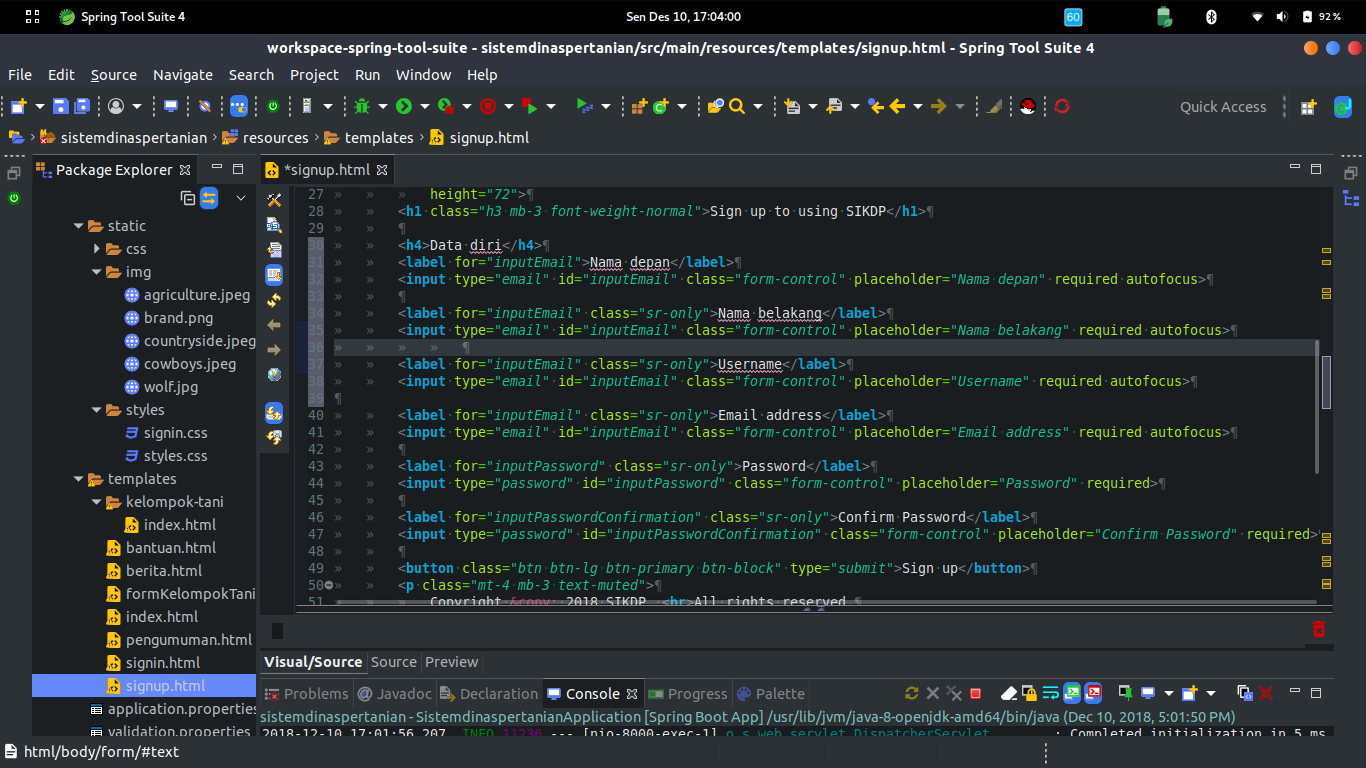 Spring Tool Suite 4
Sen Des 10, 17:04:00
60
92 %
workspace-spring-tool-suite - sistemdinaspertanian/src/main/resources/templates/signup.html - Spring Tool Suite 4
File Edit Source Navigate Search Project Run Window Help
Quick Access
sistemdinaspertanian resources templates signup.html
Package Explorer
*signup.html
static
css
img
agriculture.jpeg
brand.png
countryside.jpeg
cowboys.jpeg
wolf.jpg
styles
signin.css
styles.css
templates
kelompok-tani
index.html
bantuan.html
berita.html
formKelompokTani
index.html
pengumuman.html
signin.html
signup.html
application.properties
validation.properties
27 height="72">
28 <h1 class="h3 mb-3 font-weight-normal">Sign up to using SIKDP</h1>
29
30 <h4>Data diri</h4>
31 <label for="inputEmail">Nama depan</label>
32 <input type="email" id="inputEmail" class="form-control" placeholder="Nama depan" required autofocus>
33
34 <label for="inputEmail" class="sr-only">Nama belakang</label>
35 <input type="email" id="inputEmail" class="form-control" placeholder="Nama belakang" required autofocus>
36
37 <label for="inputEmail" class="sr-only">Username</label>
38 <input type="email" id="inputEmail" class="form-control" placeholder="Username" required autofocus>
39
40 <label for="inputEmail" class="sr-only">Email address</label>
41 <input type="email" id="inputEmail" class="form-control" placeholder="Email address" required autofocus>
42
43 <label for="inputPassword" class="sr-only">Password</label>
44 <input type="password" id="inputPassword" class="form-control" placeholder="Password" required>
45
46 <label for="inputPasswordConfirmation" class="sr-only">Confirm Password</label>
47 <input type="password" id="inputPasswordConfirmation" class="form-control" placeholder="Confirm Password" required>
48
49 <button class="btn btn-lg btn-primary btn-block" type="submit">Sign up</button>
50 <p class="mt-4 mb-3 text-muted">
51 Copyright &copy; 2018 SIKDP. <br>All rights reserved.
Visual/Source Source Preview
Problems Javadoc Declaration Console Progress Palette
sistemdinaspertanian - SistemdinaspertanianApplication [Spring Boot App] /usr/lib/jvm/java-8-openjdk-amd64/bin/java (Dec 10, 2018, 5:01:50 PM)
2018-12-10 17:01:56.207 INFO 11236 --- [nio-8000-exec-1] o.s.web.servlet.DispatcherServlet : Completed initialization in 5 ms
html/body/form/#text